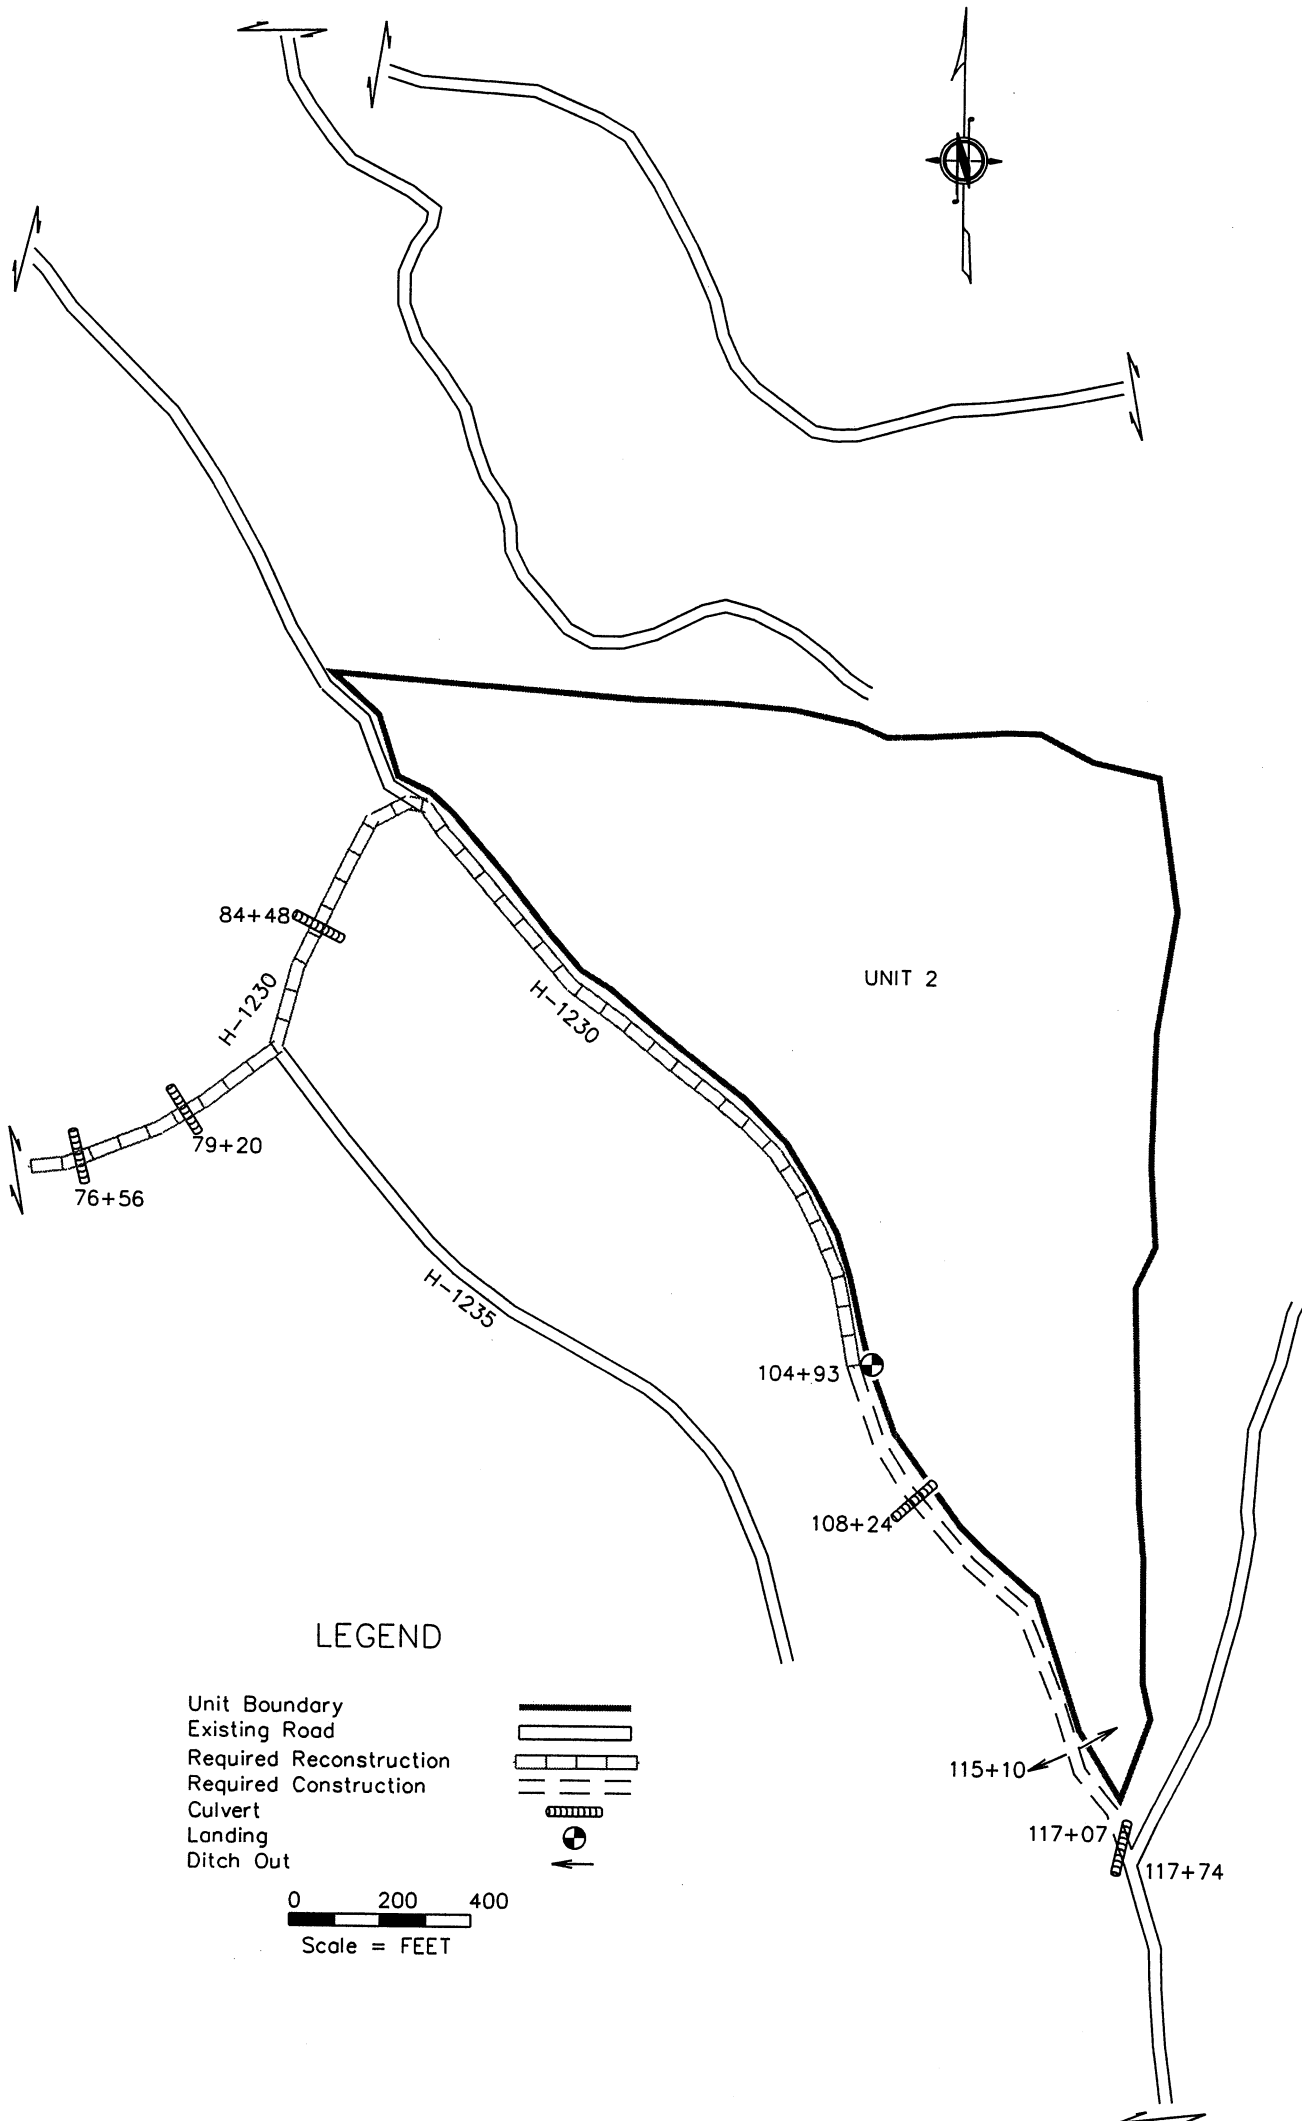 84+48
UNIT 2
H-1230
H-1230
79+20
76+56
H-1235
104+93
108+24
LEGEND
Unit Boundary
Existing Road
Required Reconstruction
Required Construction
Culvert
Landing
Ditch Out
115+10
117+07
117+74
0 200 400
Scale = FEET